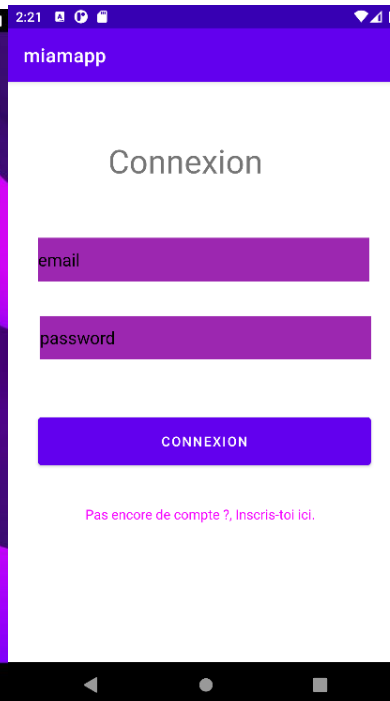 2:21
miamapp
Connexion
email
password
CONNEXION
Pas encore de compte ?, Inscris-toi ici.